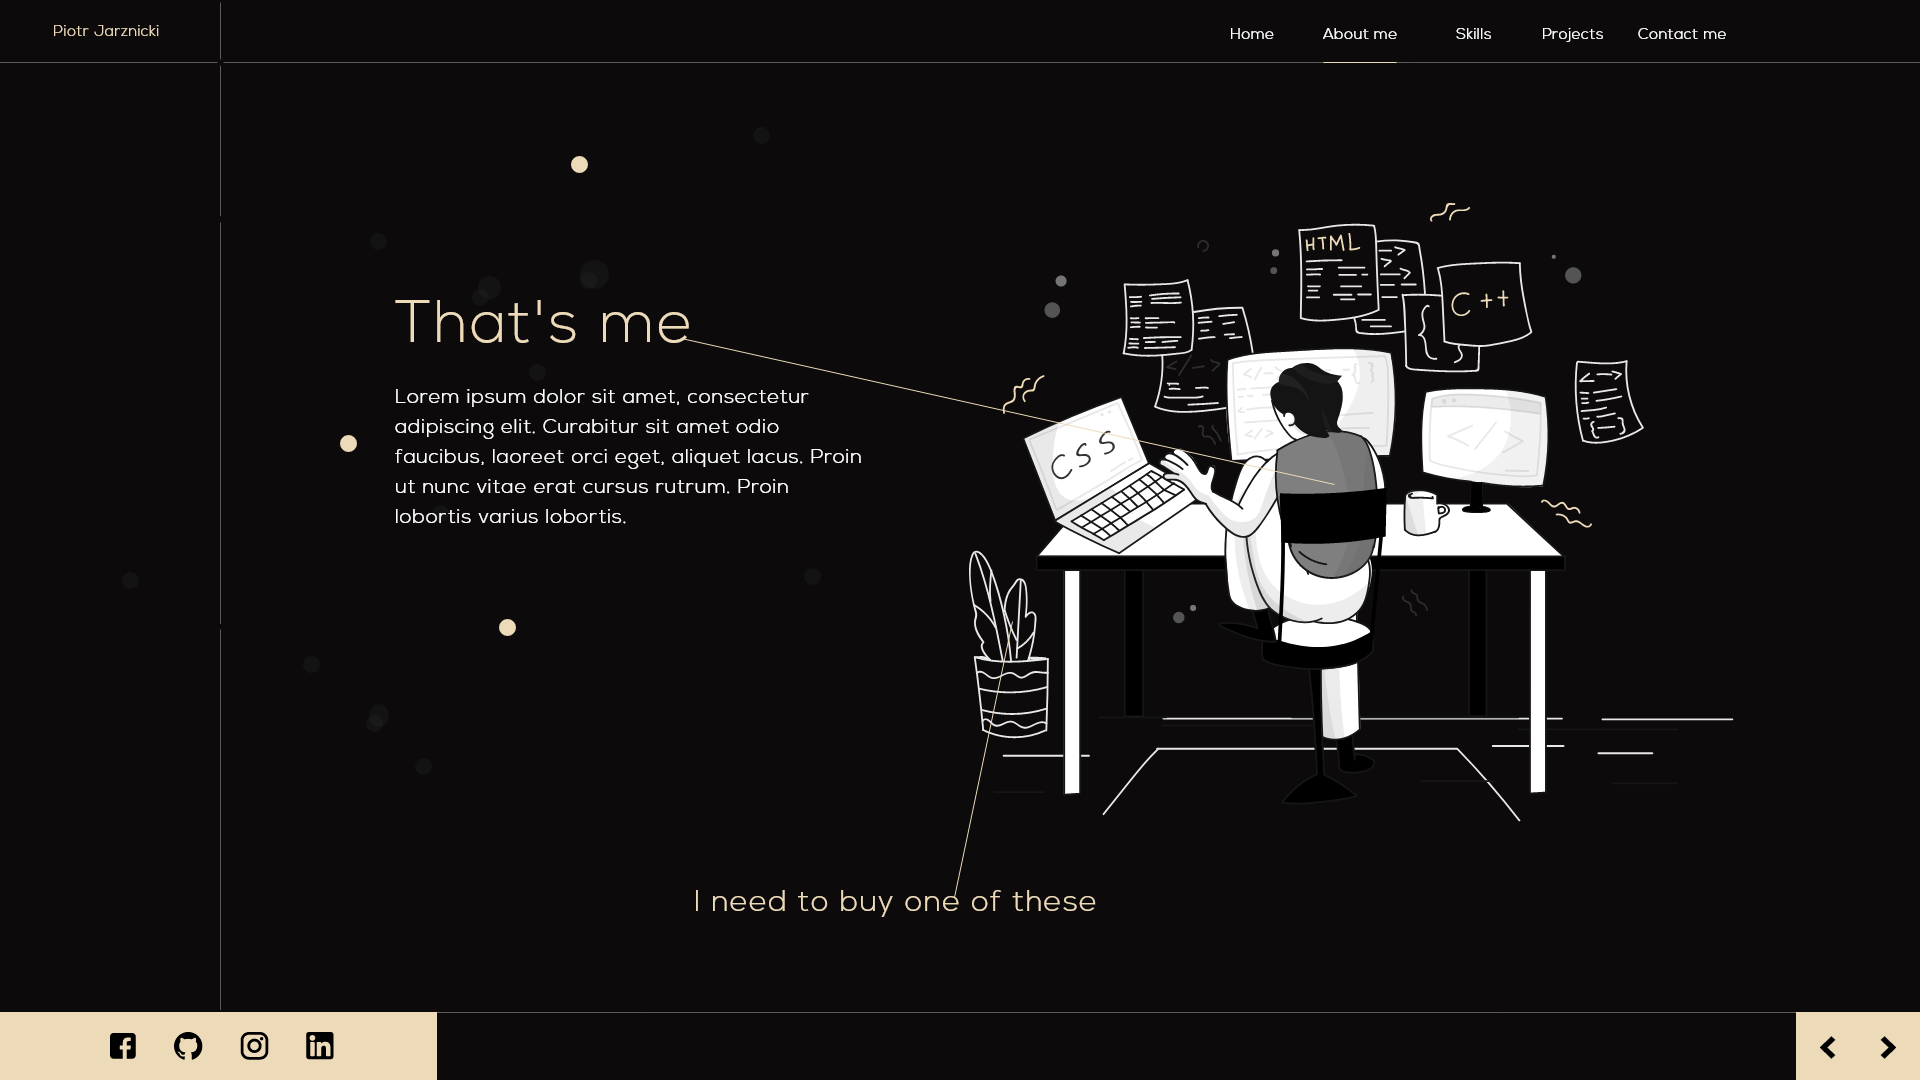 Piotr Jarznicki
Home About me Skills Projects Contact me
HTML
C ++
{ }
</>
</>
</>
{ }
That's me
Lorem ipsum dolor sit amet, consectetur
adipiscing elit. Curabitur sit amet odio
faucibus, laoreet orci eget, aliquet lacus. Proin
ut nunc vitae erat cursus rutrum. Proin
lobortis varius lobortis.
CSS
I need to buy one of these